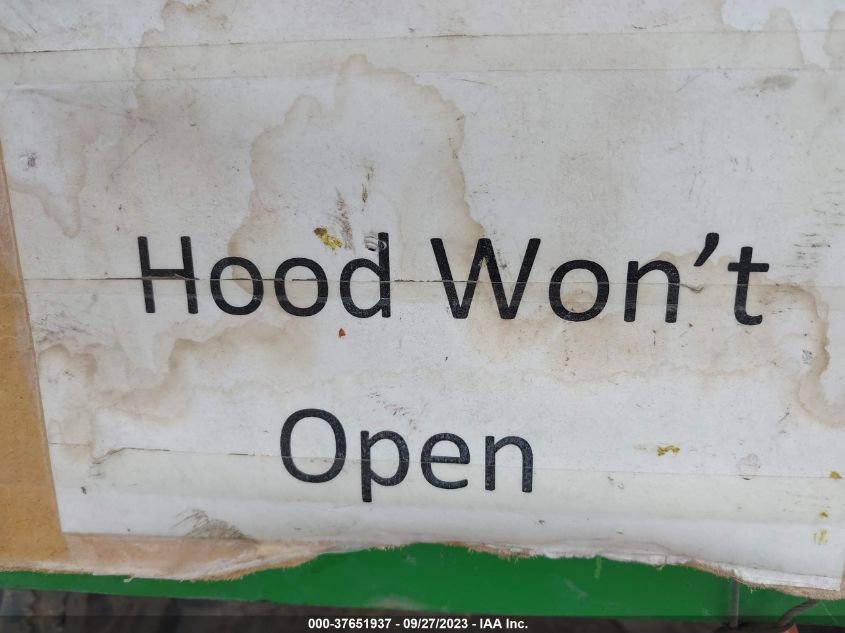 Hood Won’t
Open
000-37651937 - 09/27/2023 - IAA Inc.